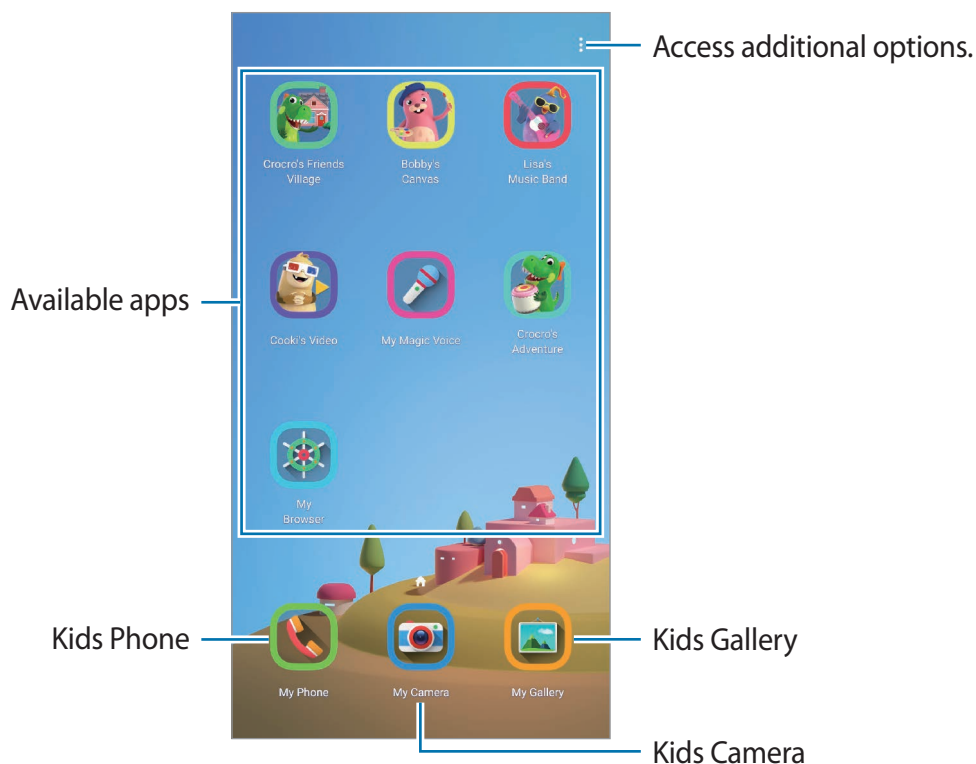 Access additional options.
Crocro's Friends
Village
Bobby's
Canvas
Lisa's
Music Band
Available apps
Cooki's Video
My Magic Voice
Crocro's
Adventure
My
Browser
Kids Phone
Kids Gallery
My Phone
My Camera
My Gallery
Kids Camera